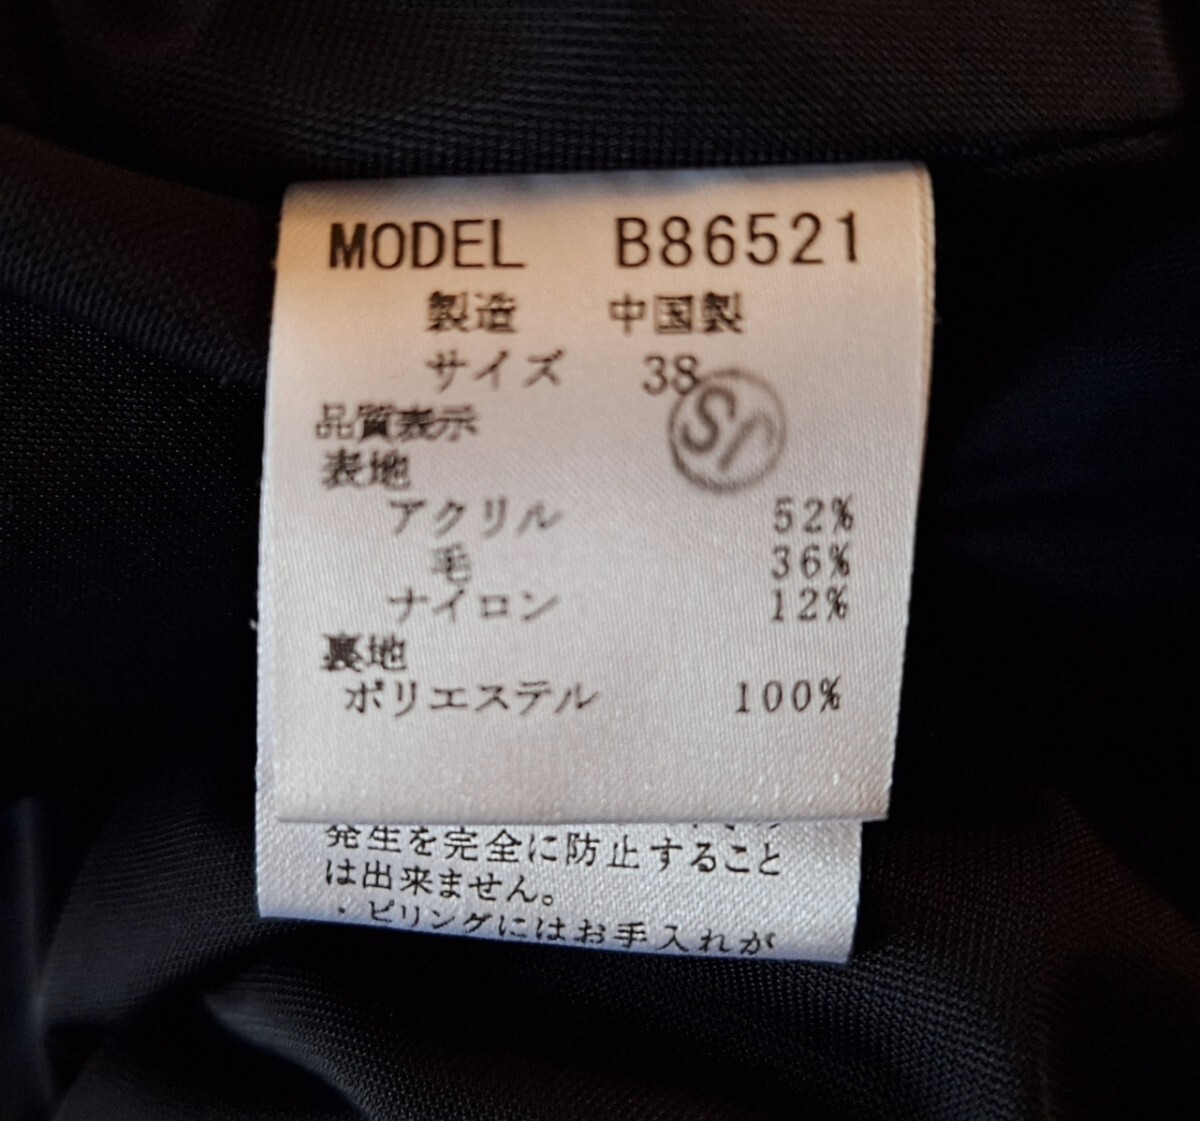 MODEL B86521
製造 中国製
サイズ 38
S
品質表示
表地
アクリル 52%
毛 36%
ナイロン 12%
裏地
ポリエステル 100%
発生を完全に防止すること
は出来ません。
・ピリングにはお手入れが